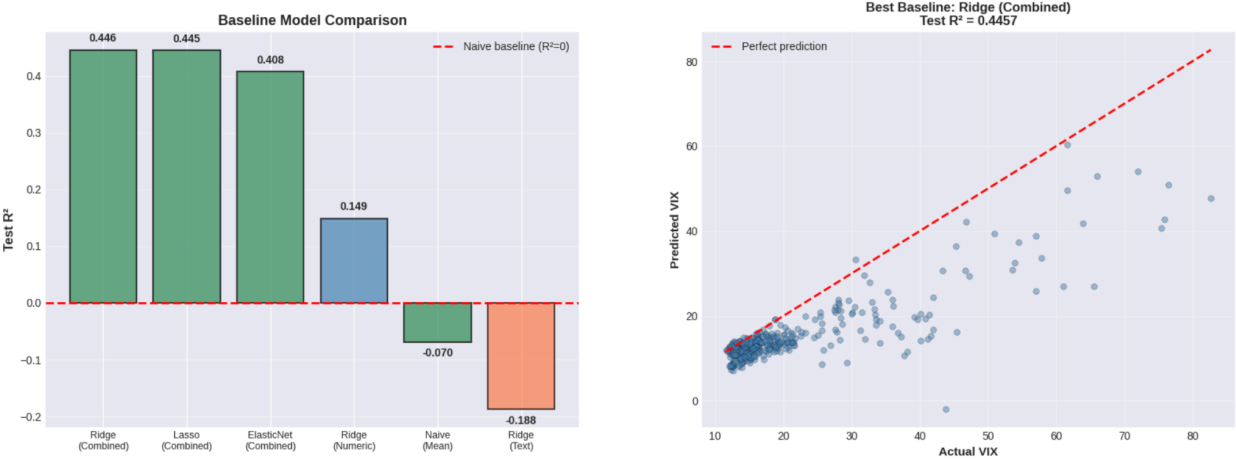 Baseline Model Comparison
0.446
0.445
0.408
0.149
-0.070
-0.188
Naive baseline (R²=0)
Test R²
0.4
0.3
0.2
0.1
0.0
−0.1
−0.2
Ridge
(Combined)
Lasso
(Combined)
ElasticNet
(Combined)
Ridge
(Numeric)
Naive
(Mean)
Ridge
(Text)
Best Baseline: Ridge (Combined)
Test R² = 0.4457
Perfect prediction
Predicted VIX
80
60
40
20
0
10
20
30
40
50
60
70
80
Actual VIX